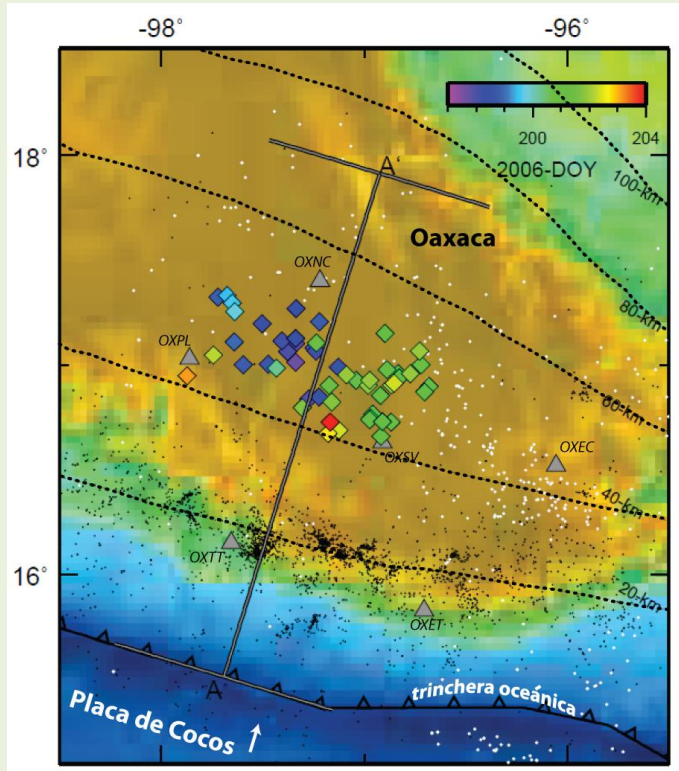 -98°
-96°
18°
16°
200
204
2006-DOY
100-km
80-km
60-km
40-km
20-km
A'
Oaxaca
OXNC
OXPL
OXSV
OXEC
OXTT
OXET
A
trinchera oceánica
Placa de Cocos